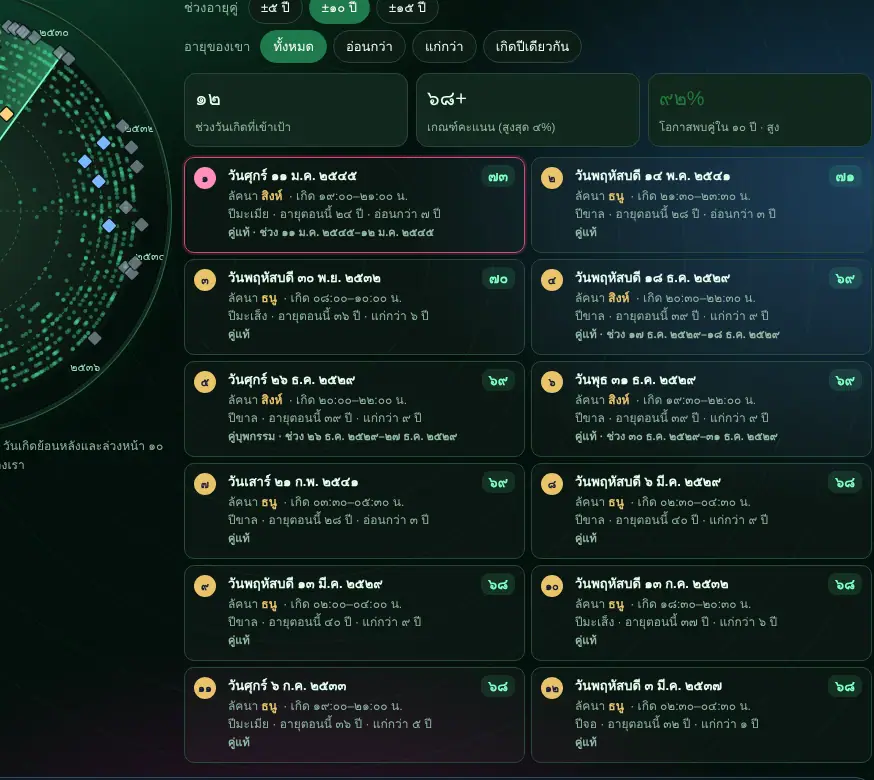 ช่วงอายุคู่ ±๕ ปี ±๑๐ ปี ±๑๕ ปี
อายุของเขา ทั้งหมด อ่อนกว่า แก่กว่า เกิดปีเดียวกัน
๑๒
ช่วงวันเกิดที่เข้าเป้า
๖๘+
เกณฑ์คะแนน (สูงสุด ๔%)
๙๒%
โอกาสพบคู่ใน ๑๐ ปี · สูง
๑ วันศุกร์ ๑๑ ม.ค. ๒๕๔๕ ๗๓
ลัคนา สิงห์ · เกิด ๑๙:๐๐–๒๑:๐๐ น.
ปีมะเมีย · อายุตอนนี้ ๒๔ ปี · อ่อนกว่า ๗ ปี
คู่แท้ · ช่วง ๑๑ ม.ค. ๒๕๔๕–๑๒ ม.ค. ๒๕๔๕
๒ วันพฤหัสบดี ๑๔ พ.ค. ๒๕๔๑ ๗๑
ลัคนา ธนู · เกิด ๒๑:๓๐–๒๓:๓๐ น.
ปีขาล · อายุตอนนี้ ๒๘ ปี · อ่อนกว่า ๓ ปี
คู่แท้
๓ วันพฤหัสบดี ๓๐ พ.ย. ๒๕๓๒ ๗๐
ลัคนา ธนู · เกิด ๐๘:๐๐–๑๐:๐๐ น.
ปีมะเส็ง · อายุตอนนี้ ๓๖ ปี · แก่กว่า ๖ ปี
คู่แท้
๔ วันพฤหัสบดี ๑๘ ธ.ค. ๒๕๒๙ ๖๙
ลัคนา สิงห์ · เกิด ๒๐:๓๐–๒๒:๓๐ น.
ปีขาล · อายุตอนนี้ ๓๙ ปี · แก่กว่า ๙ ปี
คู่แท้ · ช่วง ๑๗ ธ.ค. ๒๕๒๙–๑๘ ธ.ค. ๒๕๒๙
๕ วันศุกร์ ๒๖ ธ.ค. ๒๕๒๙ ๖๙
ลัคนา สิงห์ · เกิด ๒๐:๐๐–๒๒:๐๐ น.
ปีขาล · อายุตอนนี้ ๓๙ ปี · แก่กว่า ๙ ปี
คู่บุพกรรม · ช่วง ๒๖ ธ.ค. ๒๕๒๙–๒๗ ธ.ค. ๒๕๒๙
๖ วันพุธ ๓๑ ธ.ค. ๒๕๒๙ ๖๙
ลัคนา สิงห์ · เกิด ๑๙:๓๐–๒๑:๓๐ น.
ปีขาล · อายุตอนนี้ ๓๙ ปี · แก่กว่า ๙ ปี
คู่แท้ · ช่วง ๓๐ ธ.ค. ๒๕๒๙–๓๑ ธ.ค. ๒๕๒๙
๗ วันเสาร์ ๒๑ ก.พ. ๒๕๔๑ ๖๙
ลัคนา ธนู · เกิด ๐๓:๓๐–๐๕:๓๐ น.
ปีขาล · อายุตอนนี้ ๒๘ ปี · อ่อนกว่า ๓ ปี
คู่แท้
๘ วันพฤหัสบดี ๖ มี.ค. ๒๕๒๙ ๖๘
ลัคนา ธนู · เกิด ๐๒:๓๐–๐๔:๓๐ น.
ปีขาล · อายุตอนนี้ ๔๐ ปี · แก่กว่า ๙ ปี
คู่แท้
๙ วันพฤหัสบดี ๑๓ มี.ค. ๒๕๒๙ ๖๘
ลัคนา ธนู · เกิด ๐๒:๐๐–๐๔:๐๐ น.
ปีขาล · อายุตอนนี้ ๔๐ ปี · แก่กว่า ๙ ปี
คู่แท้
๑๐ วันพฤหัสบดี ๑๓ ก.ค. ๒๕๓๒ ๖๘
ลัคนา ธนู · เกิด ๑๘:๓๐–๒๐:๓๐ น.
ปีมะเส็ง · อายุตอนนี้ ๓๗ ปี · แก่กว่า ๖ ปี
คู่แท้
๑๑ วันศุกร์ ๖ ก.ค. ๒๕๓๓ ๖๘
ลัคนา ธนู · เกิด ๑๙:๐๐–๒๑:๐๐ น.
ปีมะเมีย · อายุตอนนี้ ๓๖ ปี · แก่กว่า ๕ ปี
คู่แท้
๑๒ วันพฤหัสบดี ๓ มี.ค. ๒๕๓๗ ๖๘
ลัคนา ธนู · เกิด ๐๒:๓๐–๐๔:๓๐ น.
ปีจอ · อายุตอนนี้ ๓๒ ปี · แก่กว่า ๑ ปี
คู่แท้
๒๕๓๐
๒๕๓๖
วันเกิดย้อนหลังและล่วงหน้า ๑๐